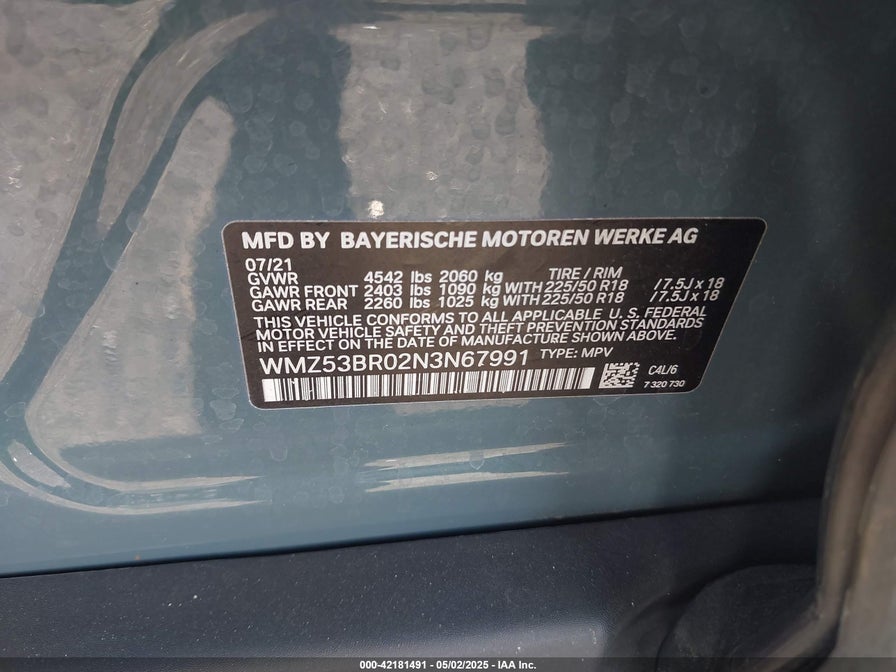 MFD BY BAYERISCHE MOTOREN WERKE AG
07/21
GVWR 4542 lbs 2060 kg TIRE / RIM
GAWR FRONT 2403 lbs 1090 kg WITH 225/50 R18 /7.5J x 18
GAWR REAR 2260 lbs 1025 kg WITH 225/50 R18 /7.5J x 18
THIS VEHICLE CONFORMS TO ALL APPLICABLE U. S. FEDERAL
MOTOR VEHICLE SAFETY AND THEFT PREVENTION STANDARDS
IN EFFECT ON THE DATE OF MANUFACTURE SHOWN ABOVE.
WMZ53BR02N3N67991 TYPE: MPV
C4L/6
7 320 730
000-42181491 - 05/02/2025 - IAA Inc.